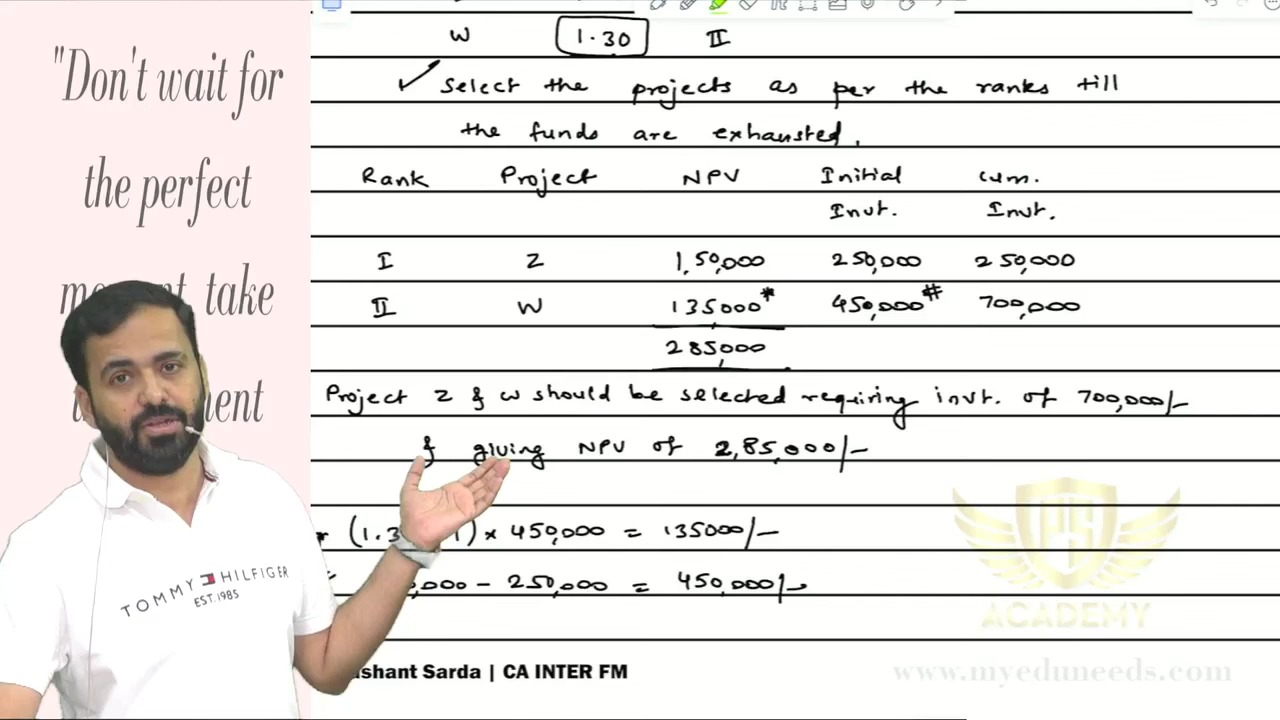 "Don't wait for
the perfect
take
W 1.30 II
✓ Select the projects as per the ranks till
the funds are exhausted.
Rank Project NPV Initial cum.
Invt. Invt.
I Z 1,50,000 250,000 250,000
II W 135000* 450,000# 700,000
285000
Project Z & W should be selected requiring invt. of 700,000/-
& giving NPV of 2,85,000/-
× 450,000 = 135000/-
- 250,000 = 450,000/-
TOMMY HILFIGER
EST. 1985
PS
ACADEMY
Sarda | CA INTER FM
www.myeduneeds.com